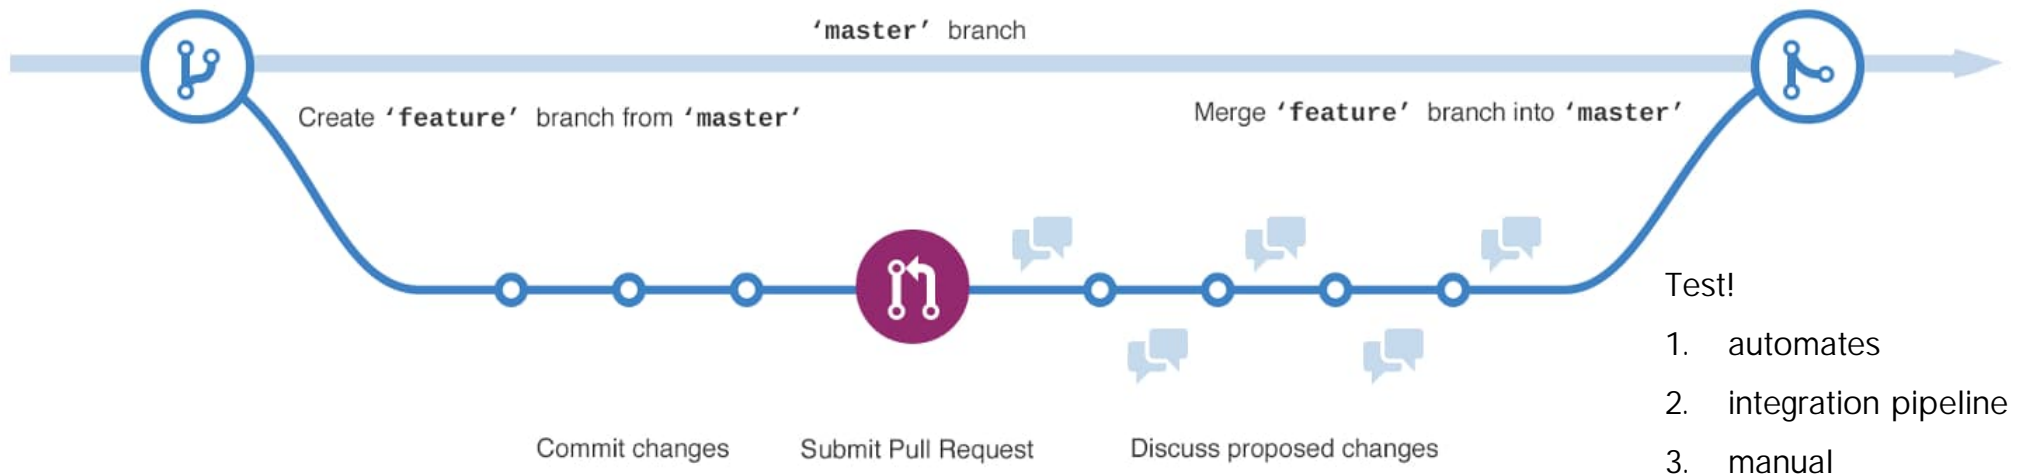 ‘master’ branch
Create ‘feature’ branch from ‘master’
Merge ‘feature’ branch into ‘master’
Commit changes
Submit Pull Request
Discuss proposed changes
Test!
1. automates
2. integration pipeline
3. manual